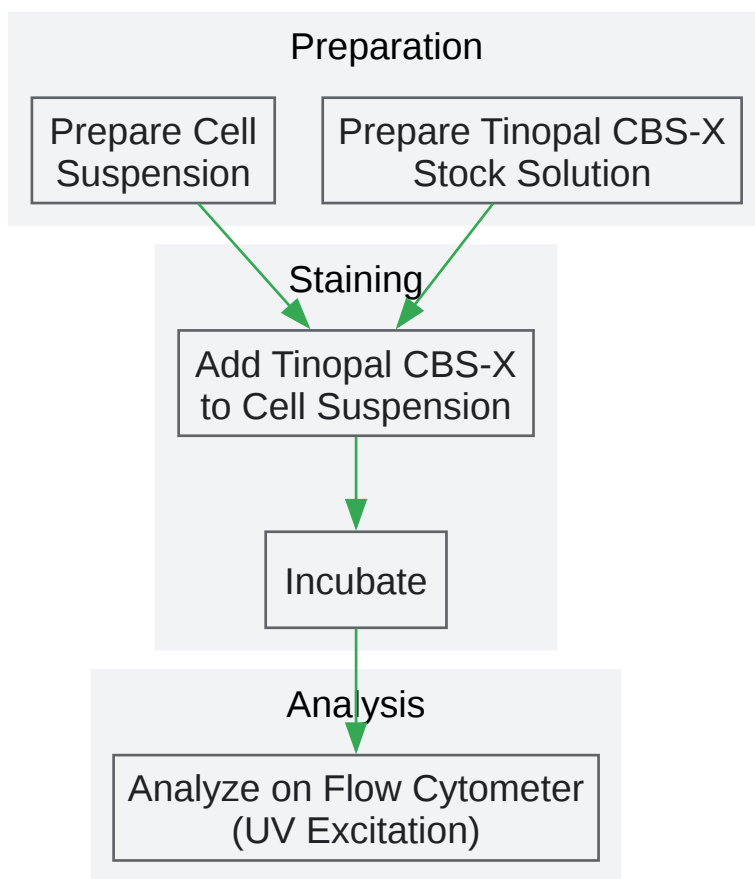 Preparation
Prepare Cell
Suspension
Prepare Tinopal CBS-X
Stock Solution
Staining
Add Tinopal CBS-X
to Cell Suspension
Incubate
Analysis
Analyze on Flow Cytometer
(UV Excitation)